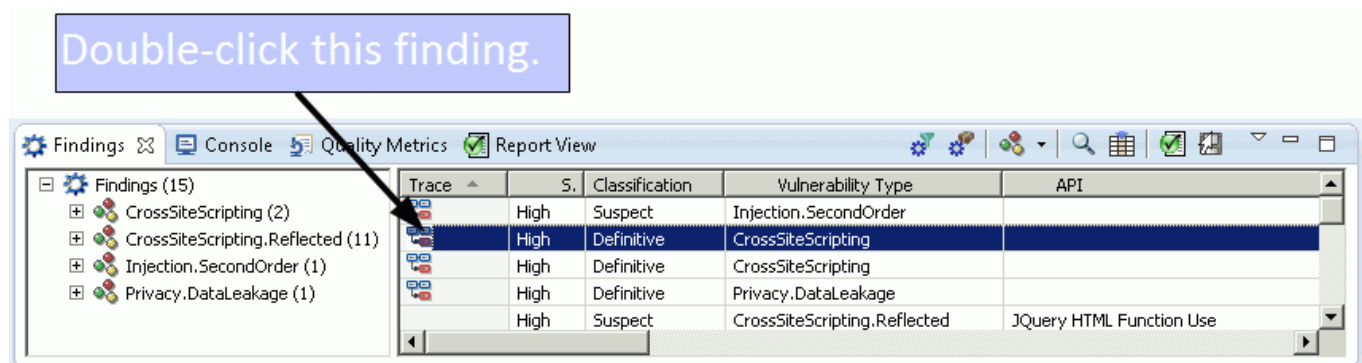 Double-click this finding.
Findings Console Quality Metrics Report View
Findings (15)
CrossSiteScripting (2)
CrossSiteScripting.Reflected (11)
Injection.SecondOrder (1)
Privacy.DataLeakage (1)
Trace S. Classification Vulnerability Type API
High Suspect Injection.SecondOrder
High Definitive CrossSiteScripting
High Definitive CrossSiteScripting
High Definitive Privacy.DataLeakage
High Suspect CrossSiteScripting.Reflected JQuery HTML Function Use